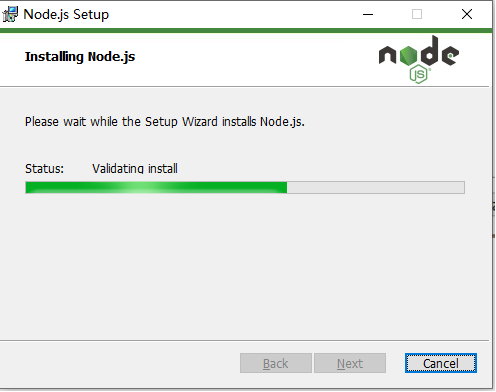 Node.js Setup
Installing Node.js
node
JS
Please wait while the Setup Wizard installs Node.js.
Status: Validating install
Back Next Cancel